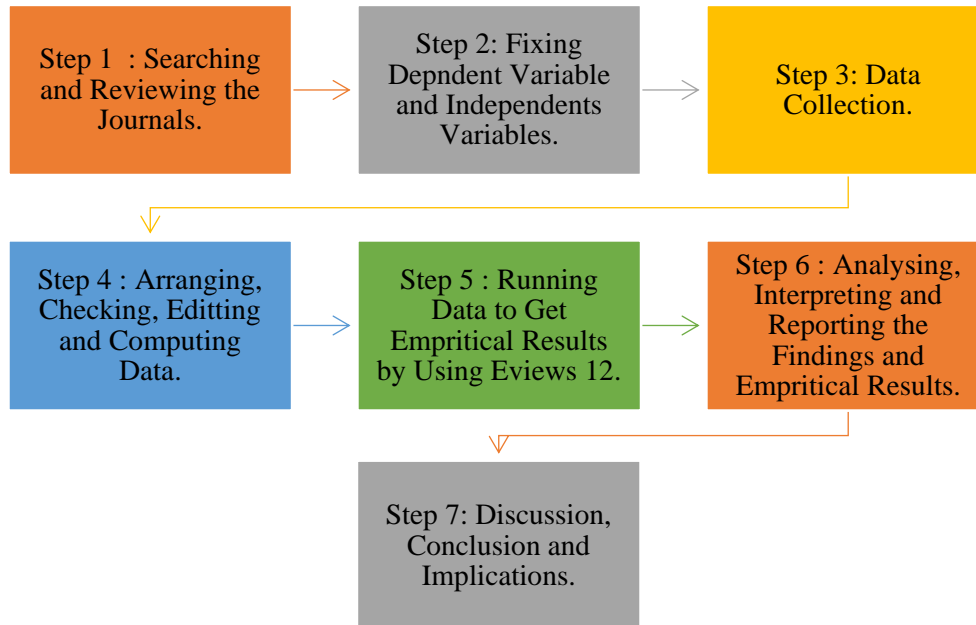 Step 1 : Searching
and Reviewing the
Journals.
Step 2: Fixing
Depndent Variable
and Independents
Variables.
Step 3: Data
Collection.
Step 4 : Arranging,
Checking, Editting
and Computing
Data.
Step 5 : Running
Data to Get
Empritical Results
by Using Eviews 12.
Step 6 : Analysing,
Interpreting and
Reporting the
Findings and
Empritical Results.
Step 7: Discussion,
Conclusion and
Implications.